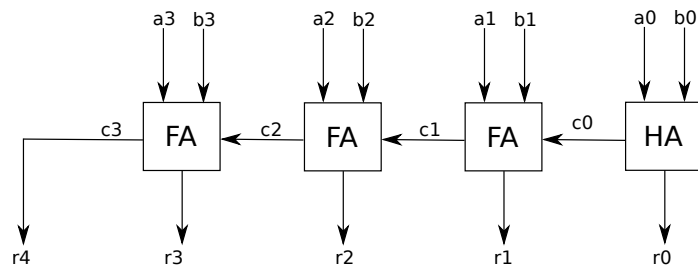 a3 b3 a2 b2 a1 b1 a0 b0
c3 FA c2 FA c1 FA c0 HA
r4 r3 r2 r1 r0